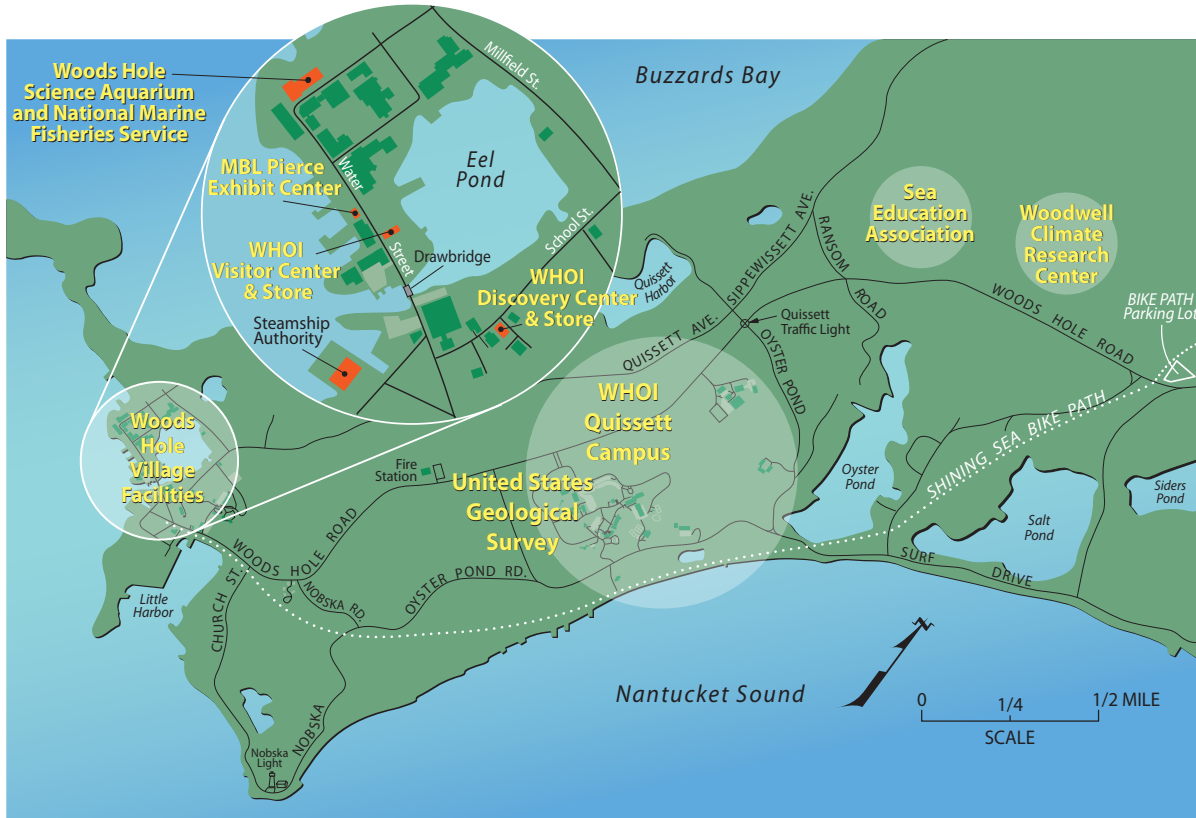 Buzzards Bay
Millfield St.
Woods Hole
Science Aquarium
and National Marine
Fisheries Service
Eel
Pond
Water
Street
MBL Pierce
Exhibit Center
School St.
WHOI
Visitor Center
& Store
Drawbridge
WHOI
Discovery Center
& Store
Steamship
Authority
Quissett
Harbor
SIPPEWISSETT AVE.
RANSOM
ROAD
Sea
Education
Association
Woodwell
Climate
Research
Center
WOODS HOLE ROAD
BIKE PATH
Parking Lot
Quissett
Traffic Light
QUISSETT AVE.
OYSTER POND
WHOI
Quissett
Campus
Woods
Hole
Village
Facilities
Fire
Station
United States
Geological
Survey
SHINING SEA BIKE PATH
Oyster
Pond
Salt
Pond
Siders
Pond
WOODS HOLE ROAD
NOBSKA RD.
OYSTER POND RD.
SURF DRIVE
Little
Harbor
CHURCH ST.
NOBSKA
Nobska
Light
Nantucket Sound
N
0 1/4 1/2 MILE
SCALE